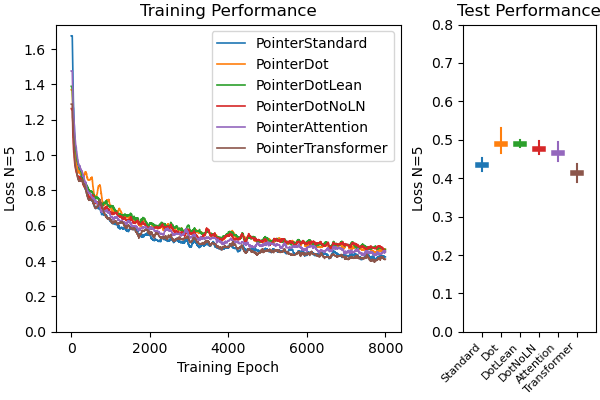 Training Performance
Loss N=5
1.6
1.4
1.2
1.0
0.8
0.6
0.4
0.2
0.0
PointerStandard
PointerDot
PointerDotLean
PointerDotNoLN
PointerAttention
PointerTransformer
0
2000
4000
6000
8000
Training Epoch
Test Performance
Loss N=5
0.8
0.7
0.6
0.5
0.4
0.3
0.2
0.1
0.0
Standard
Dot
DotLean
DotNoLN
Attention
Transformer